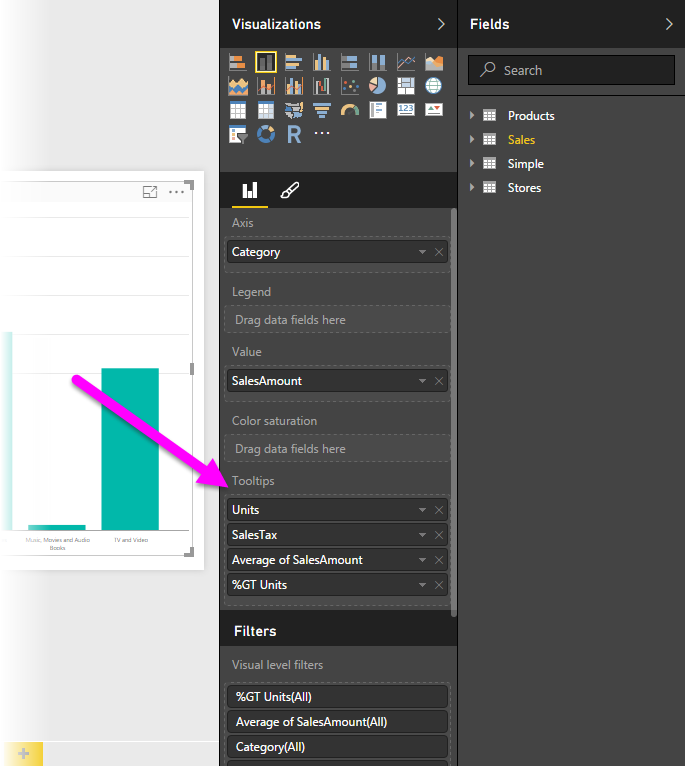 Visualizations
Fields
Search
R
123
Products
Sales
Simple
Stores
Axis
Category
Legend
Drag data fields here
Value
SalesAmount
Color saturation
Drag data fields here
Tooltips
Units
SalesTax
Average of SalesAmount
%GT Units
Filters
Visual level filters
%GT Units(All)
Average of SalesAmount(All)
Category(All)
Music, Movies and Audio
Books
TV and Video